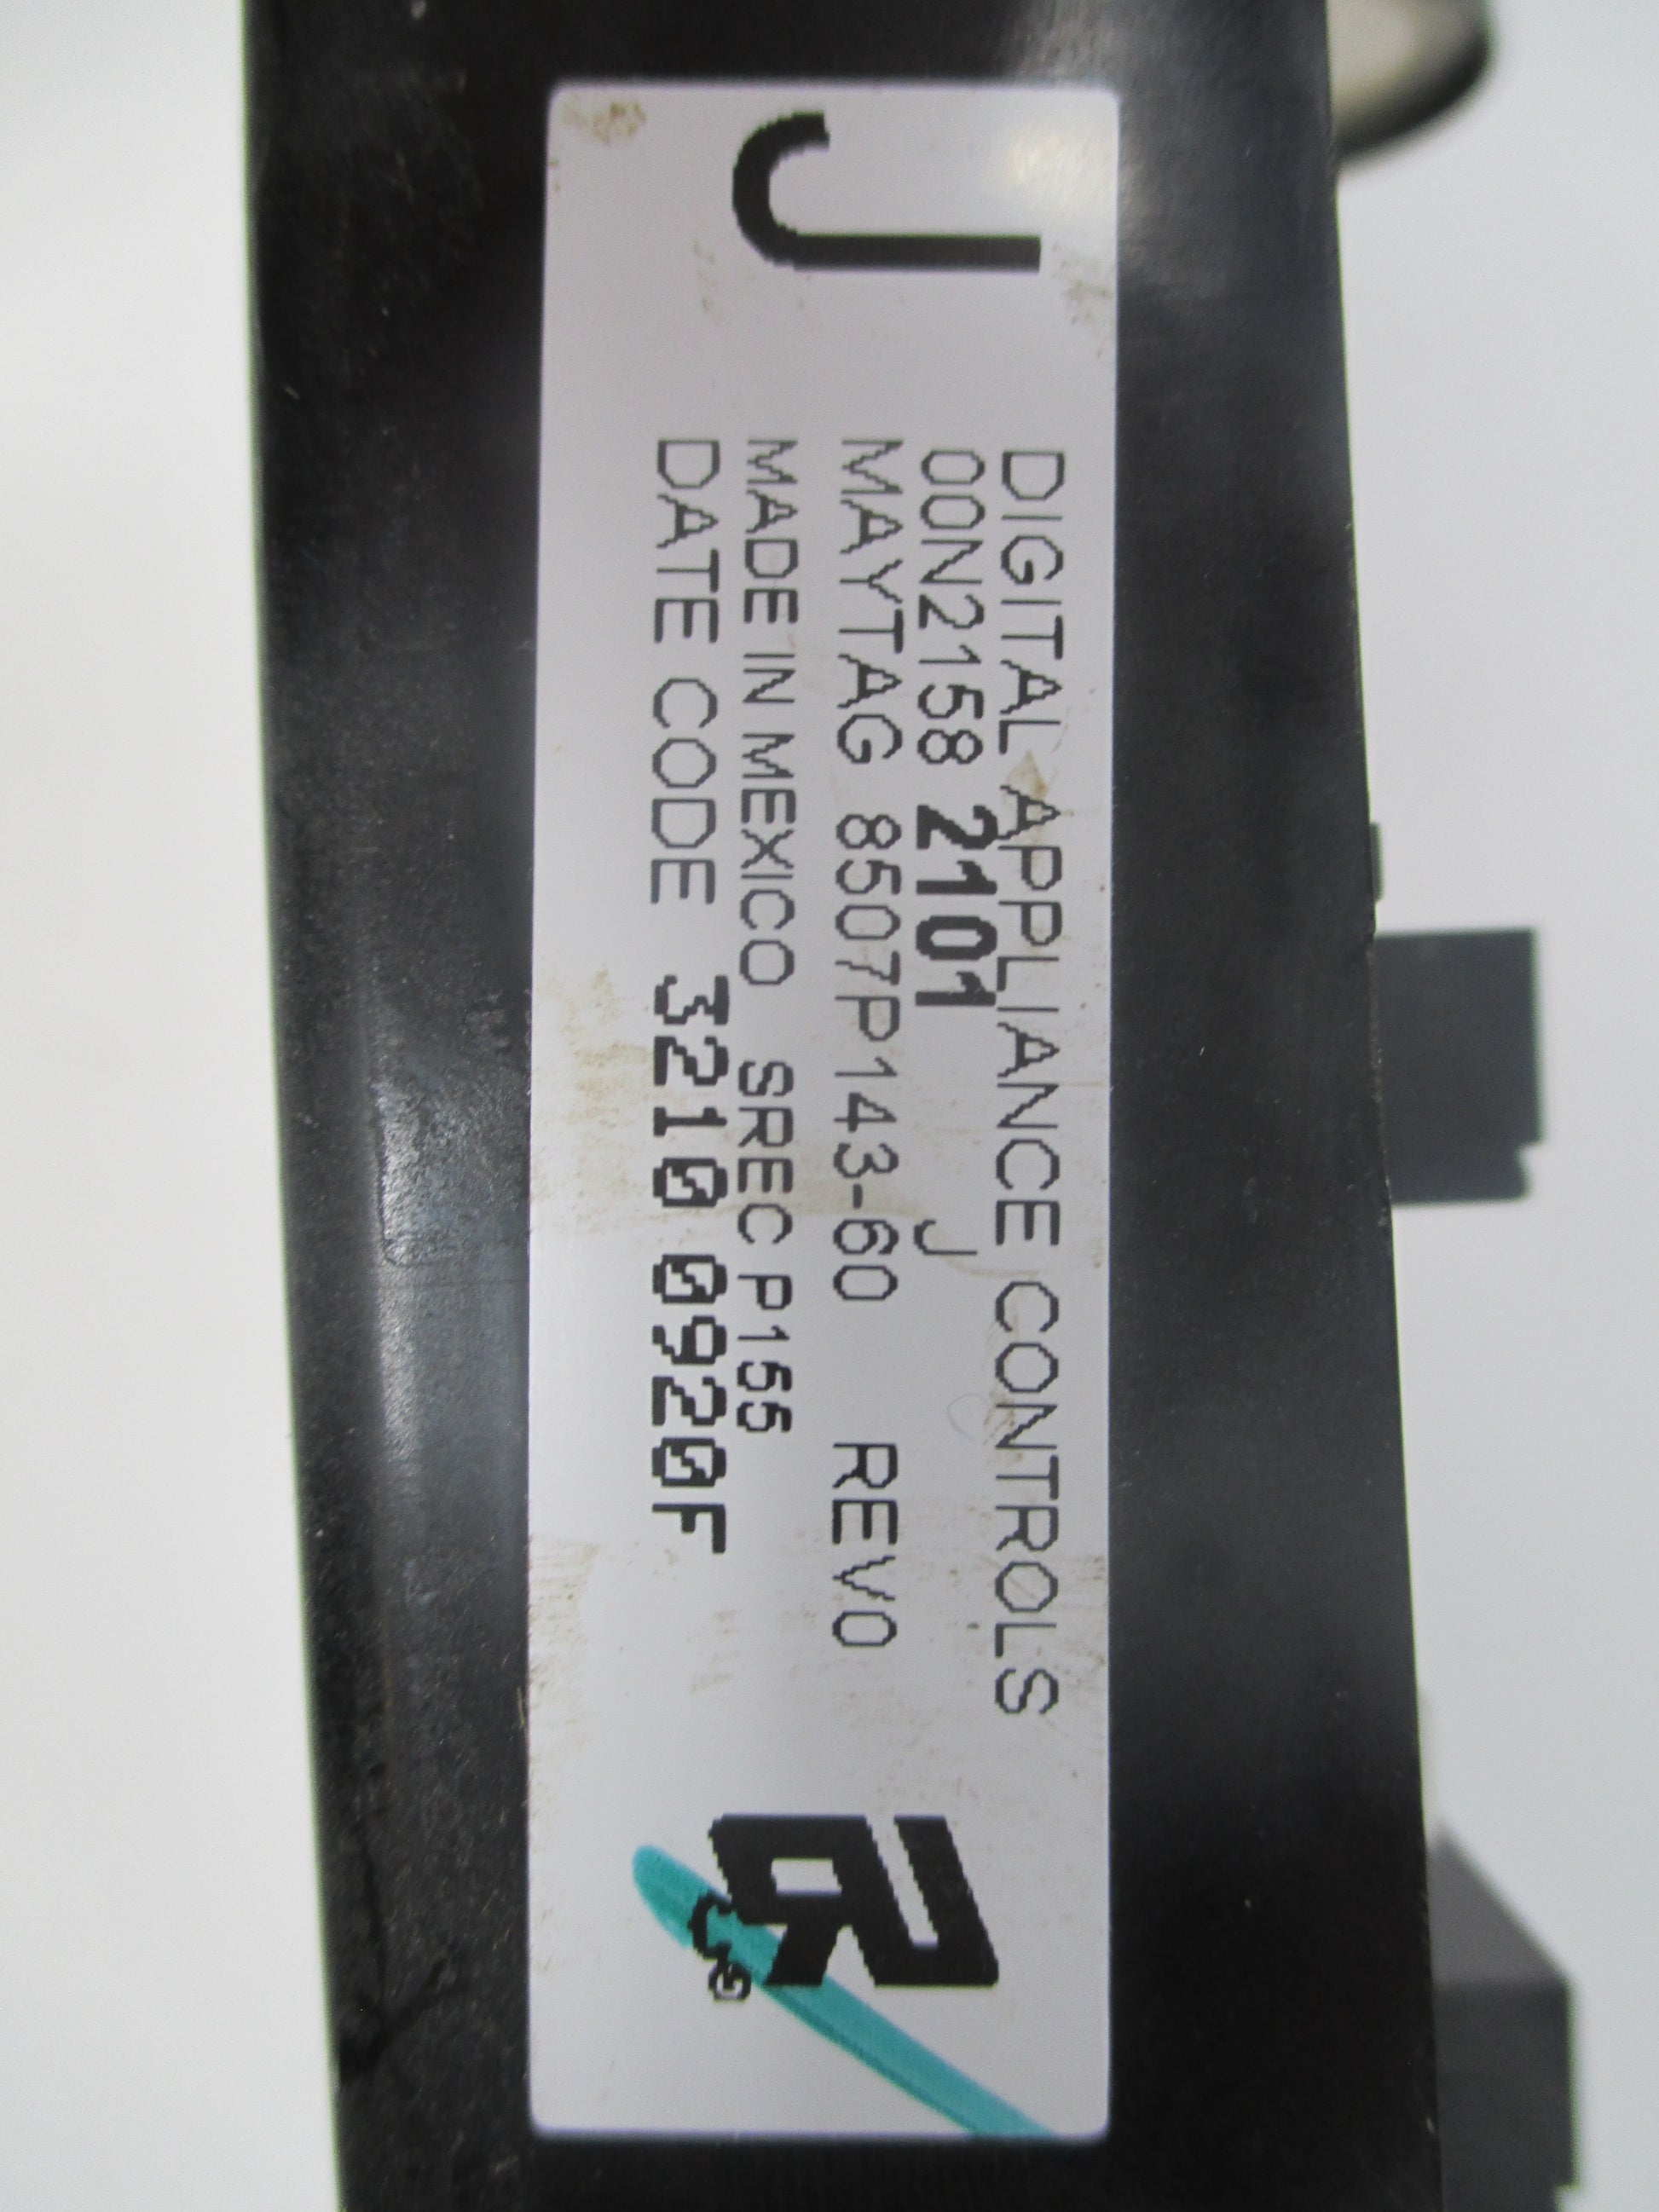 J
DIGITAL APPLIANCE CONTROLS
00N2158 2101 J
MAYTAG 8507P143-60 REV0
MADE IN MEXICO SREC P155
DATE CODE 3210 0920F